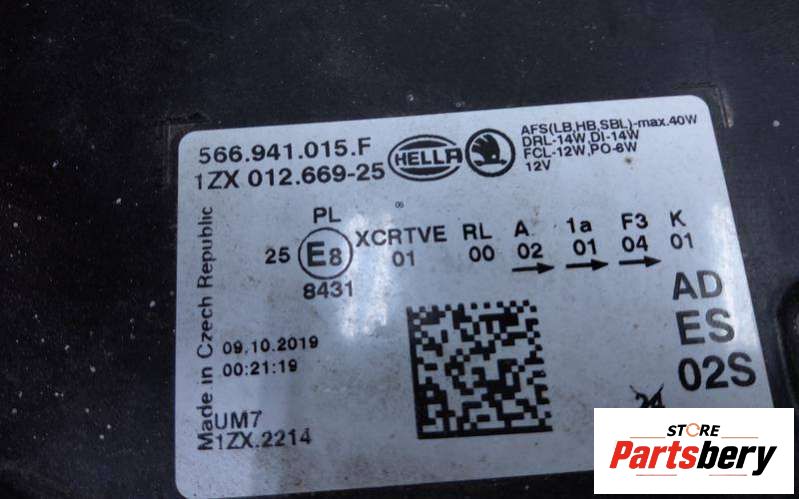 566.941.015.F
1ZX 012.669-25
HELLA
AFS(LB,HB,SBL)-max.40W
DRL-14W,DI-14W
FCL-12W,PO-6W
12V
PL
25 E8 XCRTVE RL A 1a F3 K
01 00 02 01 04 01
8431
AD
ES
02S
Made in Czech Republic
09.10.2019
00:21:19
UM7
1ZX.2214
STORE
Partsbery